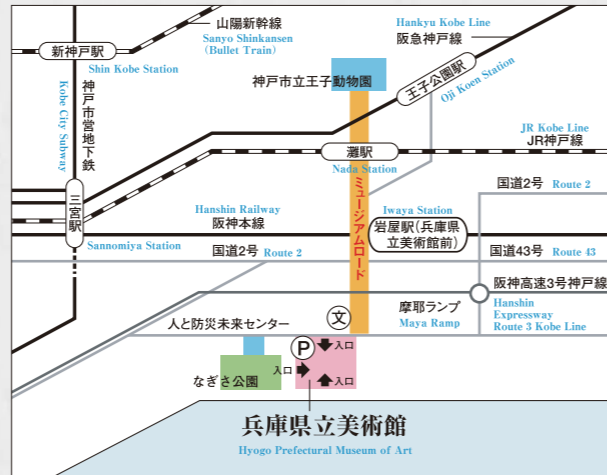 山陽新幹線
Sanyo Shinkansen
(Bullet Train)
Hankyu Kobe Line
阪急神戸線
新神戸駅
Shin Kobe Station
神戸市立王子動物園
王子公園駅
Oji Koen Station
神戸市営地下鉄
Kobe City Subway
JR Kobe Line
JR神戸線
灘駅
Nada Station
ミュージアムロード
国道2号 Route 2
三宮駅
Sannomiya Station
Hanshin Railway
阪神本線
Iwaya Station
岩屋駅(兵庫県
立美術館前)
国道2号 Route 2
国道43号 Route 43
阪神高速3号神戸線
Hanshin
Expressway
Route 3 Kobe Line
摩耶ランプ
Maya Ramp
文
人と防災未来センター
P
入口
入口
入口
なぎさ公園
兵庫県立美術館
Hyogo Prefectural Museum of Art